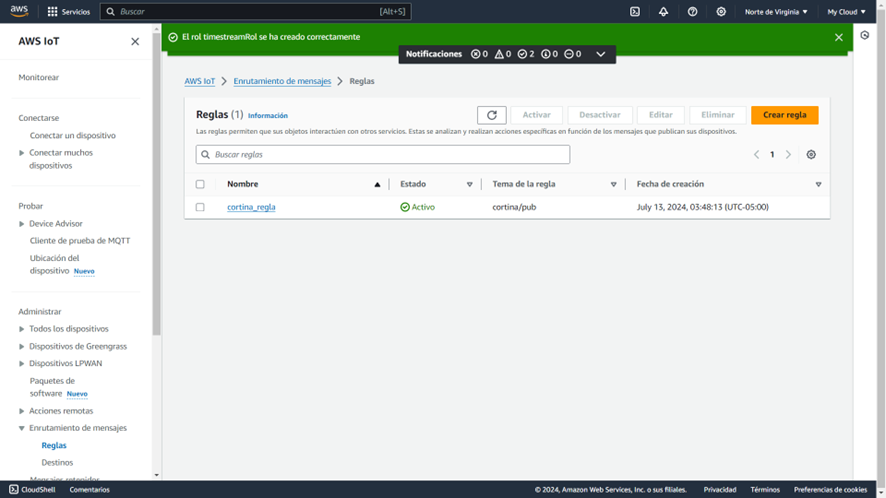 aws
Servicios
Buscar
[Alt+S]
Norte de Virginia
My Cloud
AWS IoT
El rol timestreamRol se ha creado correctamente
Notificaciones 0 0 2 0 0
AWS IoT > Enrutamiento de mensajes > Reglas
Monitorear
Conectarse
Conectar un dispositivo
Conectar muchos
dispositivos
Probar
Device Advisor
Cliente de prueba de MQTT
Ubicación del
dispositivo Nuevo
Administrar
Todos los dispositivos
Dispositivos de Greengrass
Dispositivos LPWAN
Paquetes de
software Nuevo
Acciones remotas
Enrutamiento de mensajes
Reglas
Destinos
Mensajes retenidos
Reglas (1) Información
Activar
Desactivar
Editar
Eliminar
Crear regla
Las reglas permiten que sus objetos interactúen con otros servicios. Estas se analizan y realizan acciones específicas en función de los mensajes que publican sus dispositivos.
Buscar reglas
1
Nombre Estado Tema de la regla Fecha de creación
cortina_regla Activo cortina/pub July 13, 2024, 03:48:13 (UTC-05:00)
CloudShell Comentarios
© 2024, Amazon Web Services, Inc. o sus filiales. Privacidad Términos Preferencias de cookies